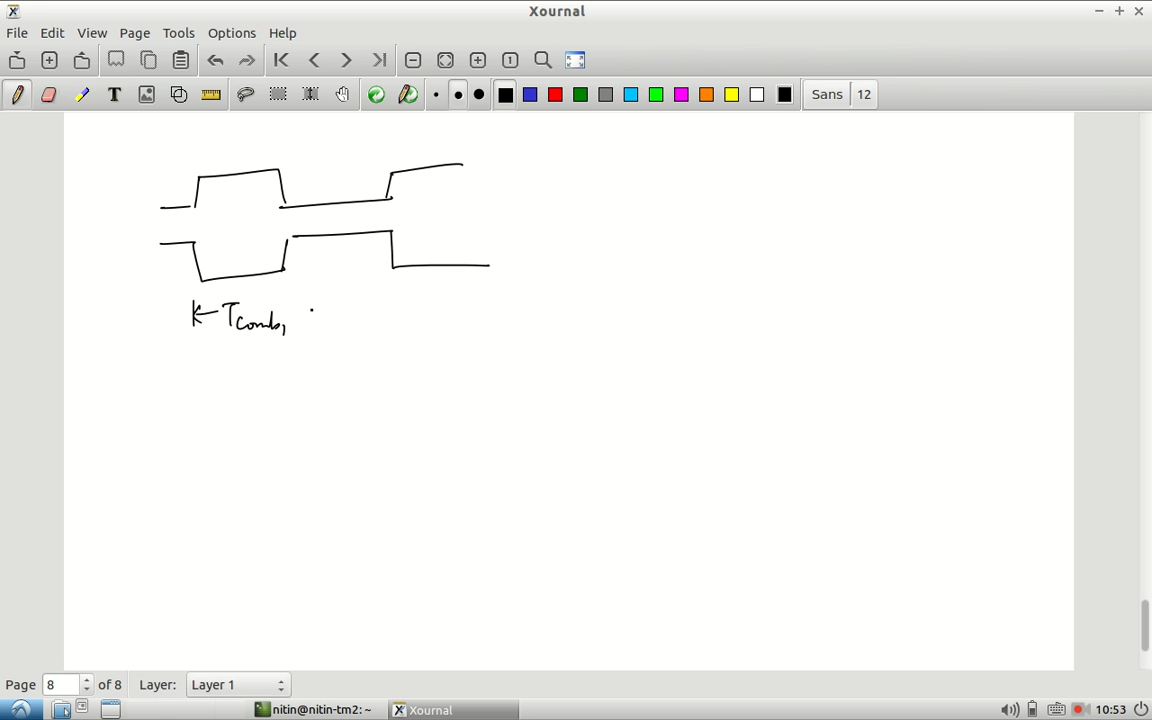 Xournal
File Edit View Page Tools Options Help
Sans 12
K← Tcomb,
Page 8 of 8 Layer: Layer 1
nitin@nitin-tm2: ~ Xournal 10:53